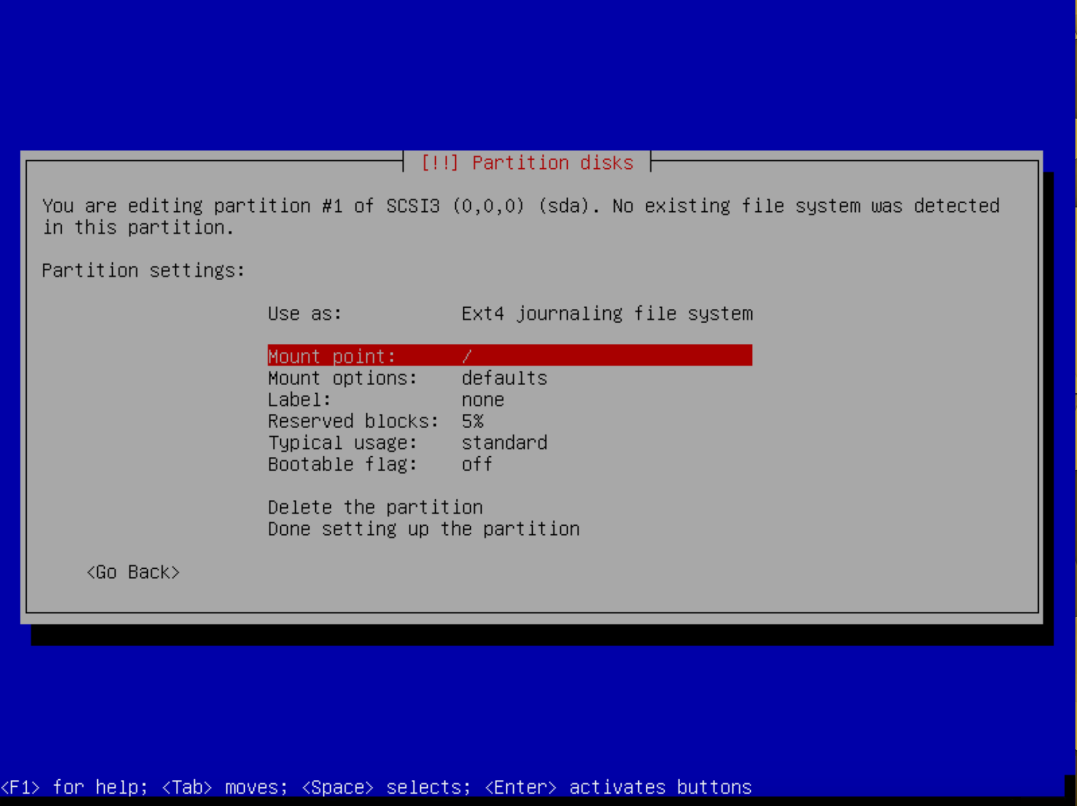 [!!] Partition disks
You are editing partition #1 of SCSI3 (0,0,0) (sda). No existing file system was detected
in this partition.
Partition settings:
Use as: Ext4 journaling file system
Mount point: /
Mount options: defaults
Label: none
Reserved blocks: 5%
Typical usage: standard
Bootable flag: off
Delete the partition
Done setting up the partition
<Go Back>
<F1> for help; <Tab> moves; <Space> selects; <Enter> activates buttons